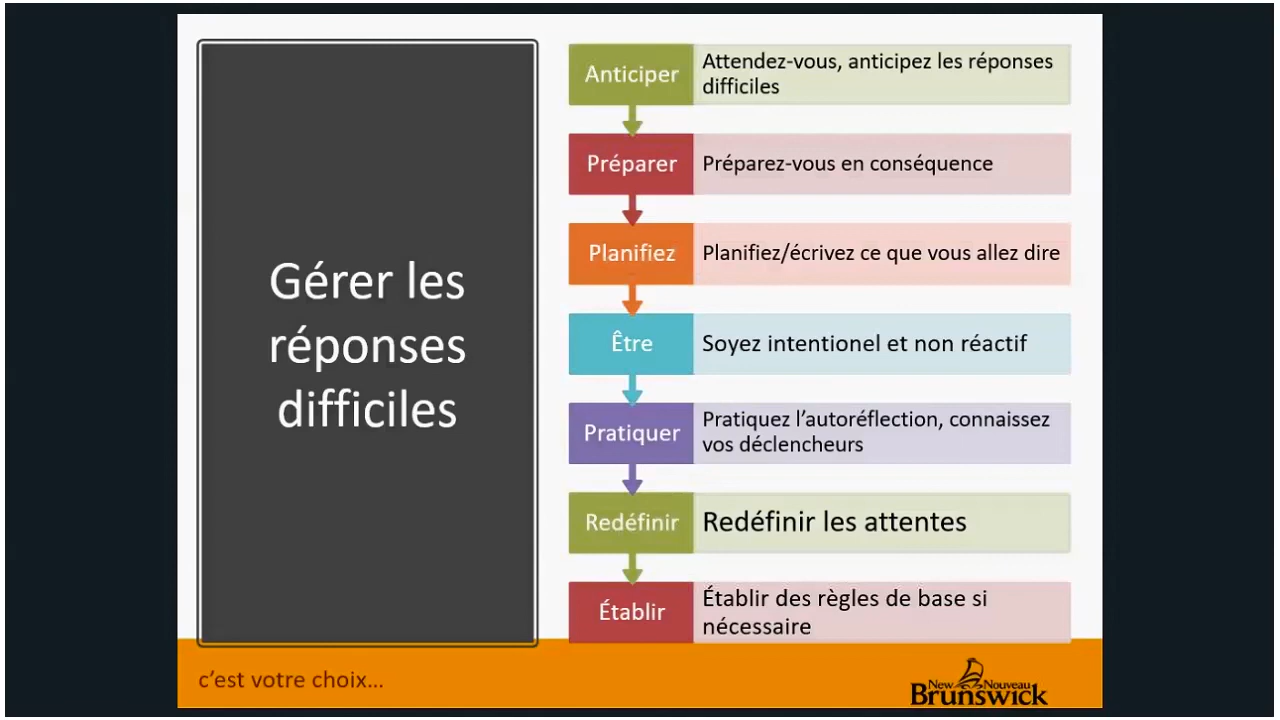 Gérer les
réponses
difficiles
Anticiper
Attendez-vous, anticipez les réponses
difficiles
Préparer
Préparez-vous en conséquence
Planifiez
Planifiez/écrivez ce que vous allez dire
Être
Soyez intentionel et non réactif
Pratiquer
Pratiquez l’autoréflection, connaissez
vos déclencheurs
Redéfinir
Redéfinir les attentes
Établir
Établir des règles de base si
nécessaire
c’est votre choix...
New Nouveau
Brunswick